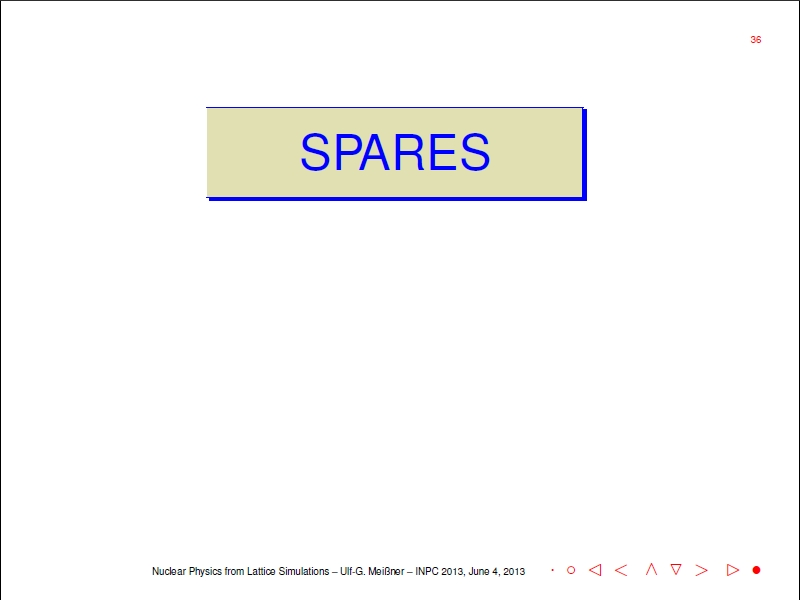 36
SPARES
Nuclear Physics from Lattice Simulations – Ulf-G. Meißner – INPC 2013, June 4, 2013